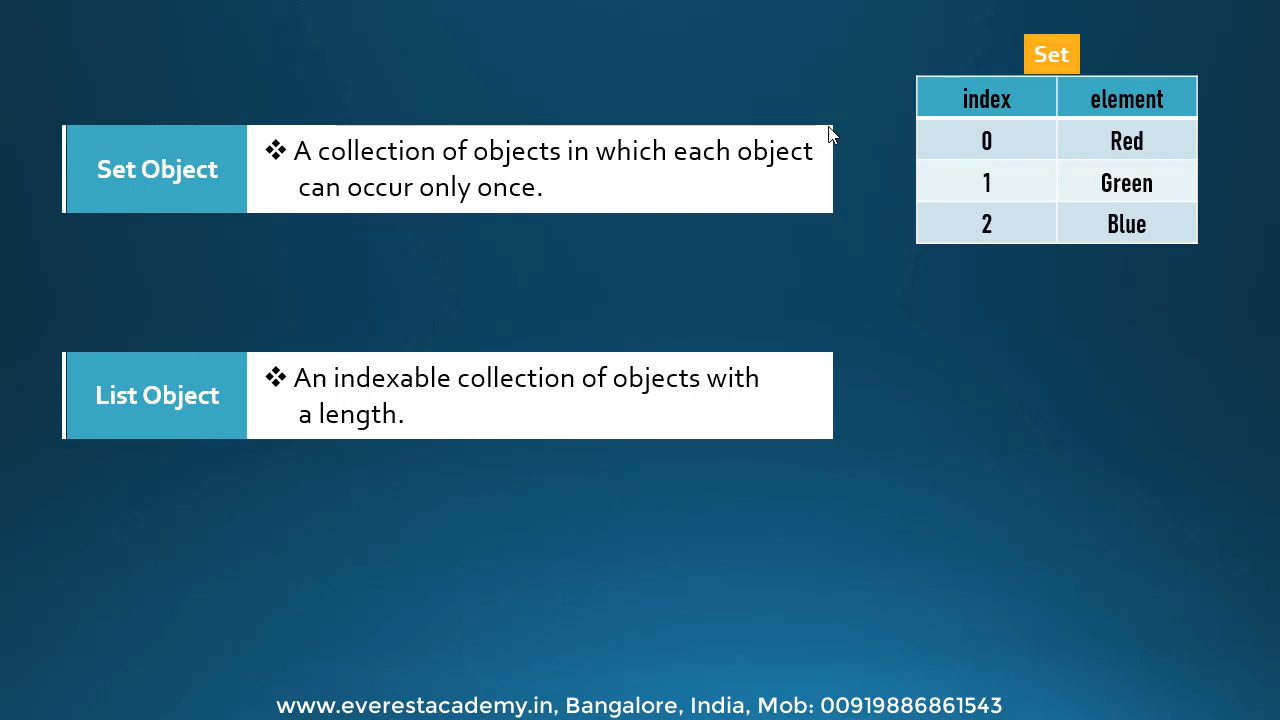 Set Object
❖ A collection of objects in which each object
can occur only once.
Set
index element
0 Red
1 Green
2 Blue
List Object
❖ An indexable collection of objects with
a length.
www.everestacademy.in, Bangalore, India, Mob: 00919886861543